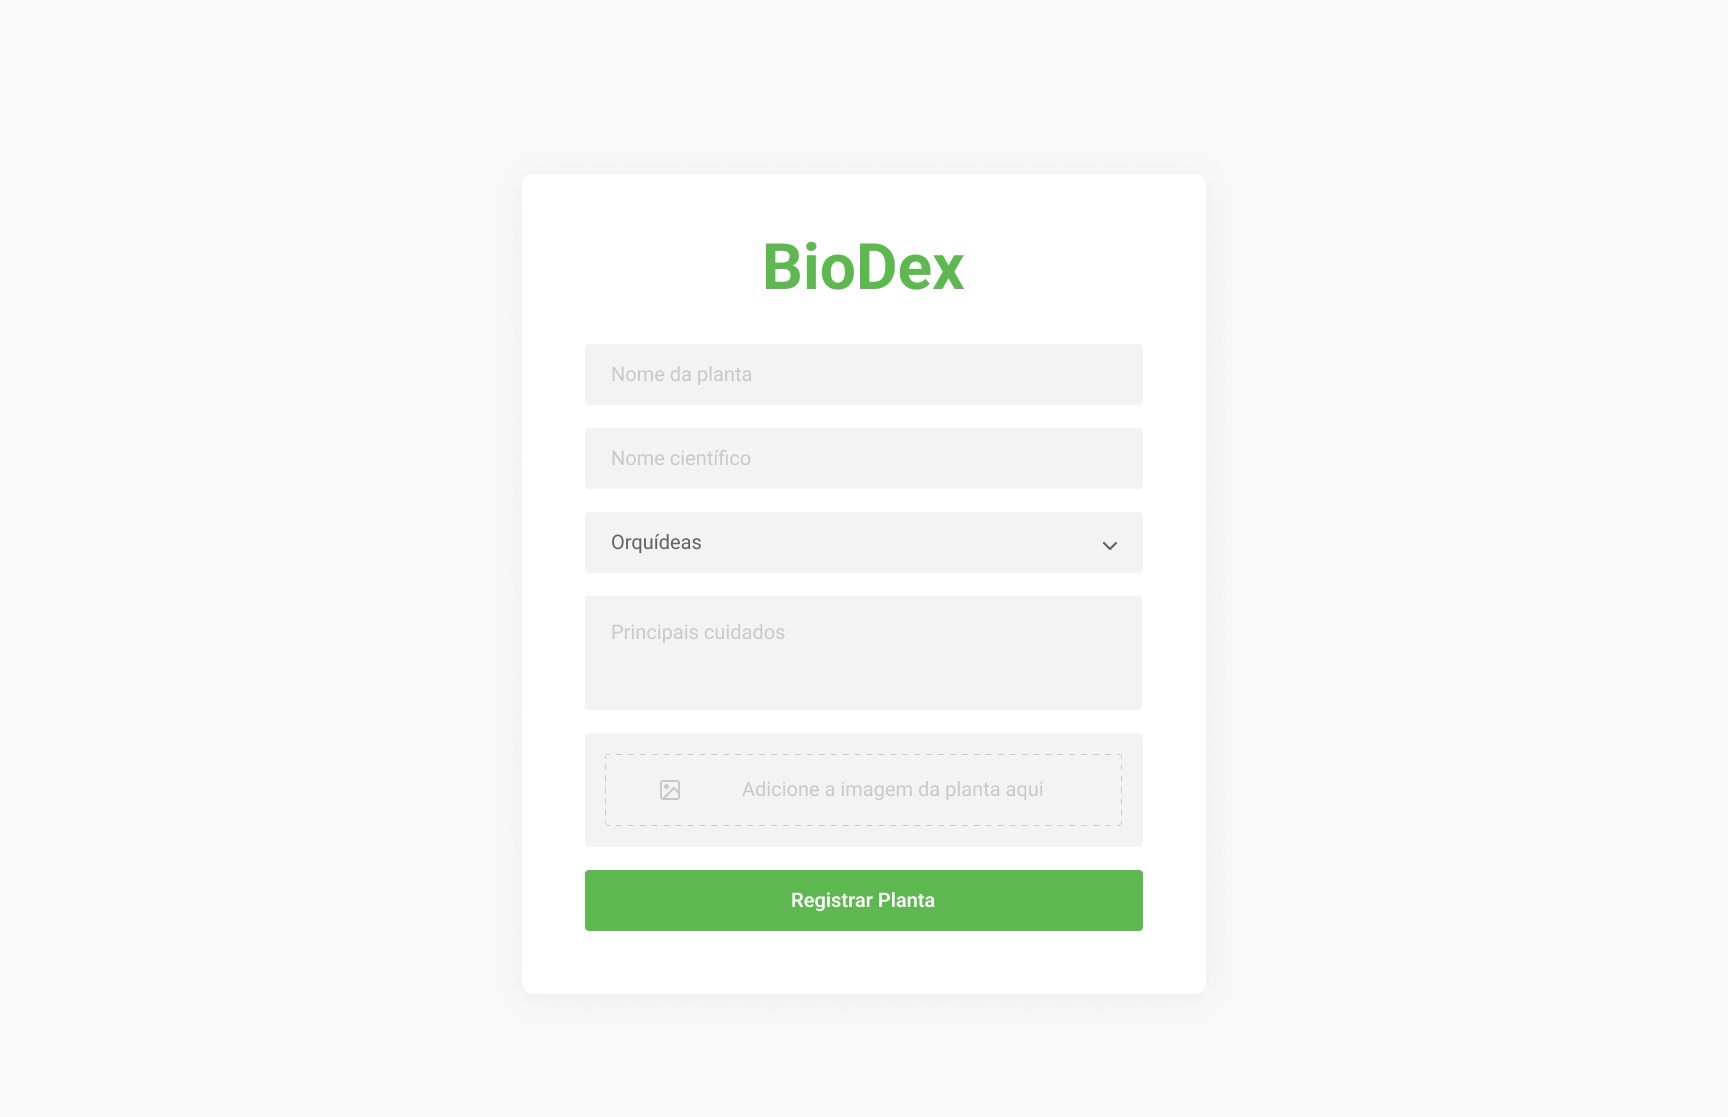 BioDex
Nome da planta
Nome científico
Orquídeas
Principais cuidados
Adicione a imagem da planta aqui
Registrar Planta